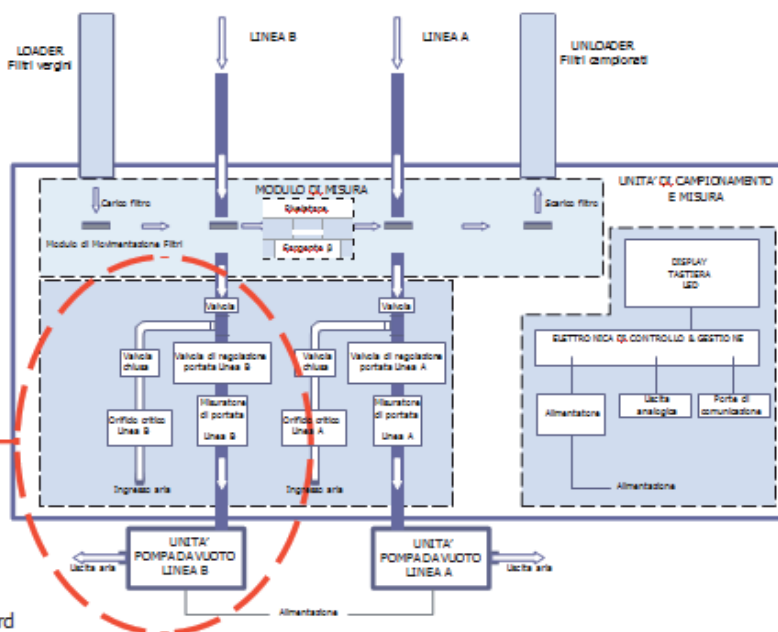 LOADER
Filtri vergini
LINEA B
LINEA A
UNLOADER
Filtri campionati
MODULO DI MISURA
UNITA' DI CAMPIONAMENTO
E MISURA
Carico filtro
Rivelatore
Scarico filtro
Modulo di Movimentazione Filtri
Sorgente β
DISPLAY
TASTIERA
LED
Valvola
Valvola
Valvola
chiusa
Valvola di regolazione
portata Linea B
Valvola
chiusa
Valvola di regolazione
portata Linea A
ELETTRONICA DI CONTROLLO & GESTIONE
Orifido critico
Linea B
Misuratore
di portata
Linea B
Orifido critico
Linea A
Misuratore
di portata
Linea A
Alimentatore
Uscita
analogica
Porte di
comunicazione
Ingresso aria
Ingresso aria
Alimentazione
UNITA'
POMPA DA VUOTO
LINEA B
UNITA'
POMPA DA VUOTO
LINEA A
Uscita aria
Uscita aria
Alimentazione
rd